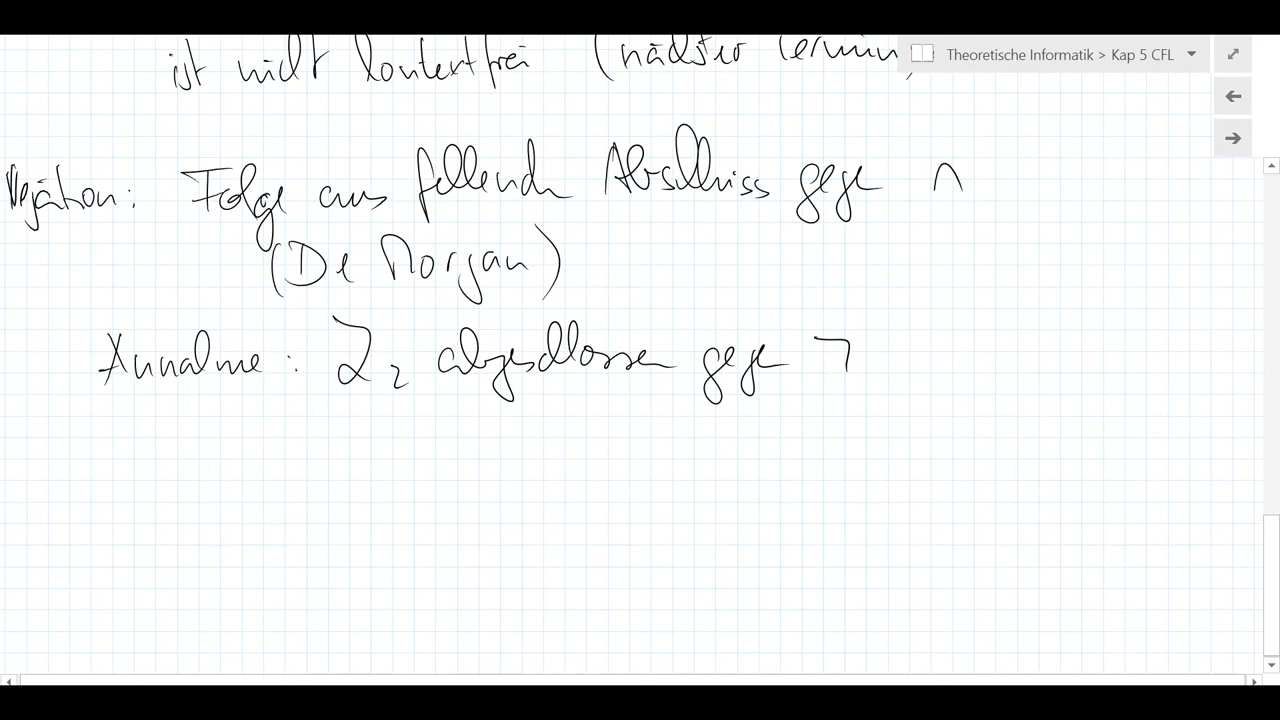 ist nicht kontextfrei (nächster Termin)
Theoretische Informatik > Kap 5 CFL
Negation: Folge aus fehlendem Abschluss gegen ∩
(De Morgan)
Annahme: ℒ₂ abgeschlossen gegen ¬